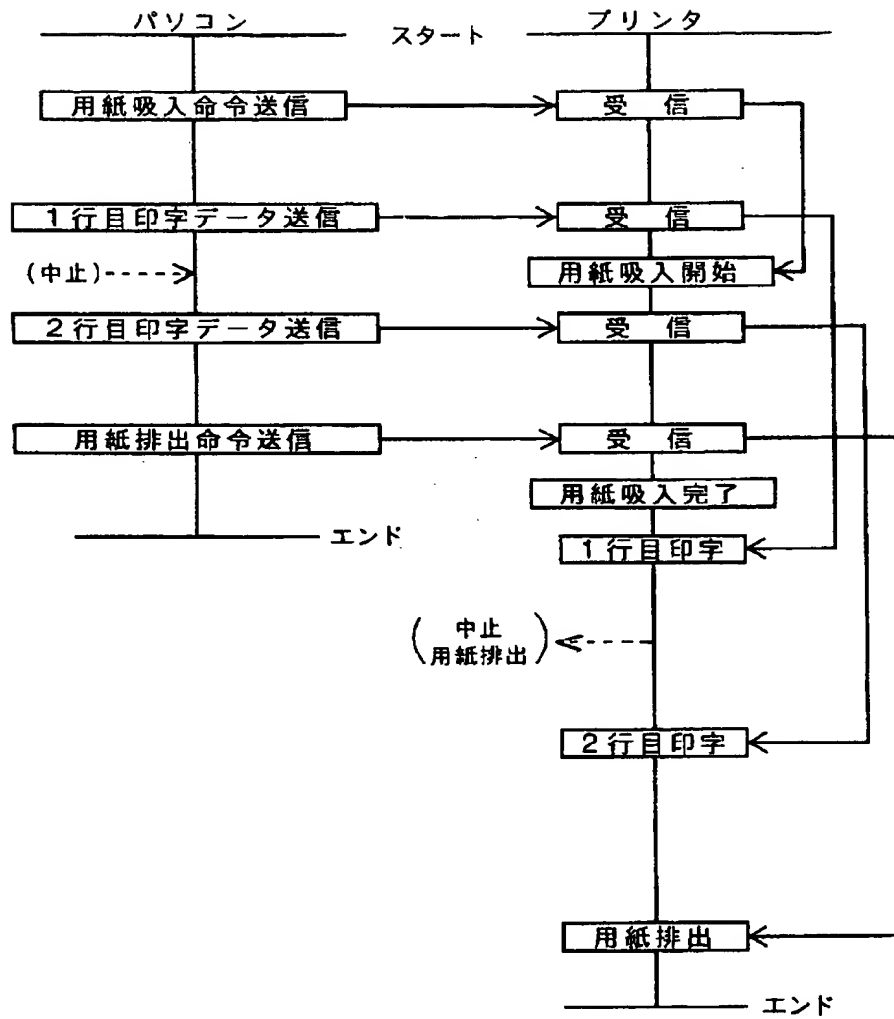 パソコン
スタート
プリンタ
用紙吸入命令送信
受信
1行目印字データ送信
受信
(中止)
用紙吸入開始
2行目印字データ送信
受信
用紙排出命令送信
受信
用紙吸入完了
エンド
1行目印字
(中止
用紙排出)
2行目印字
用紙排出
エンド